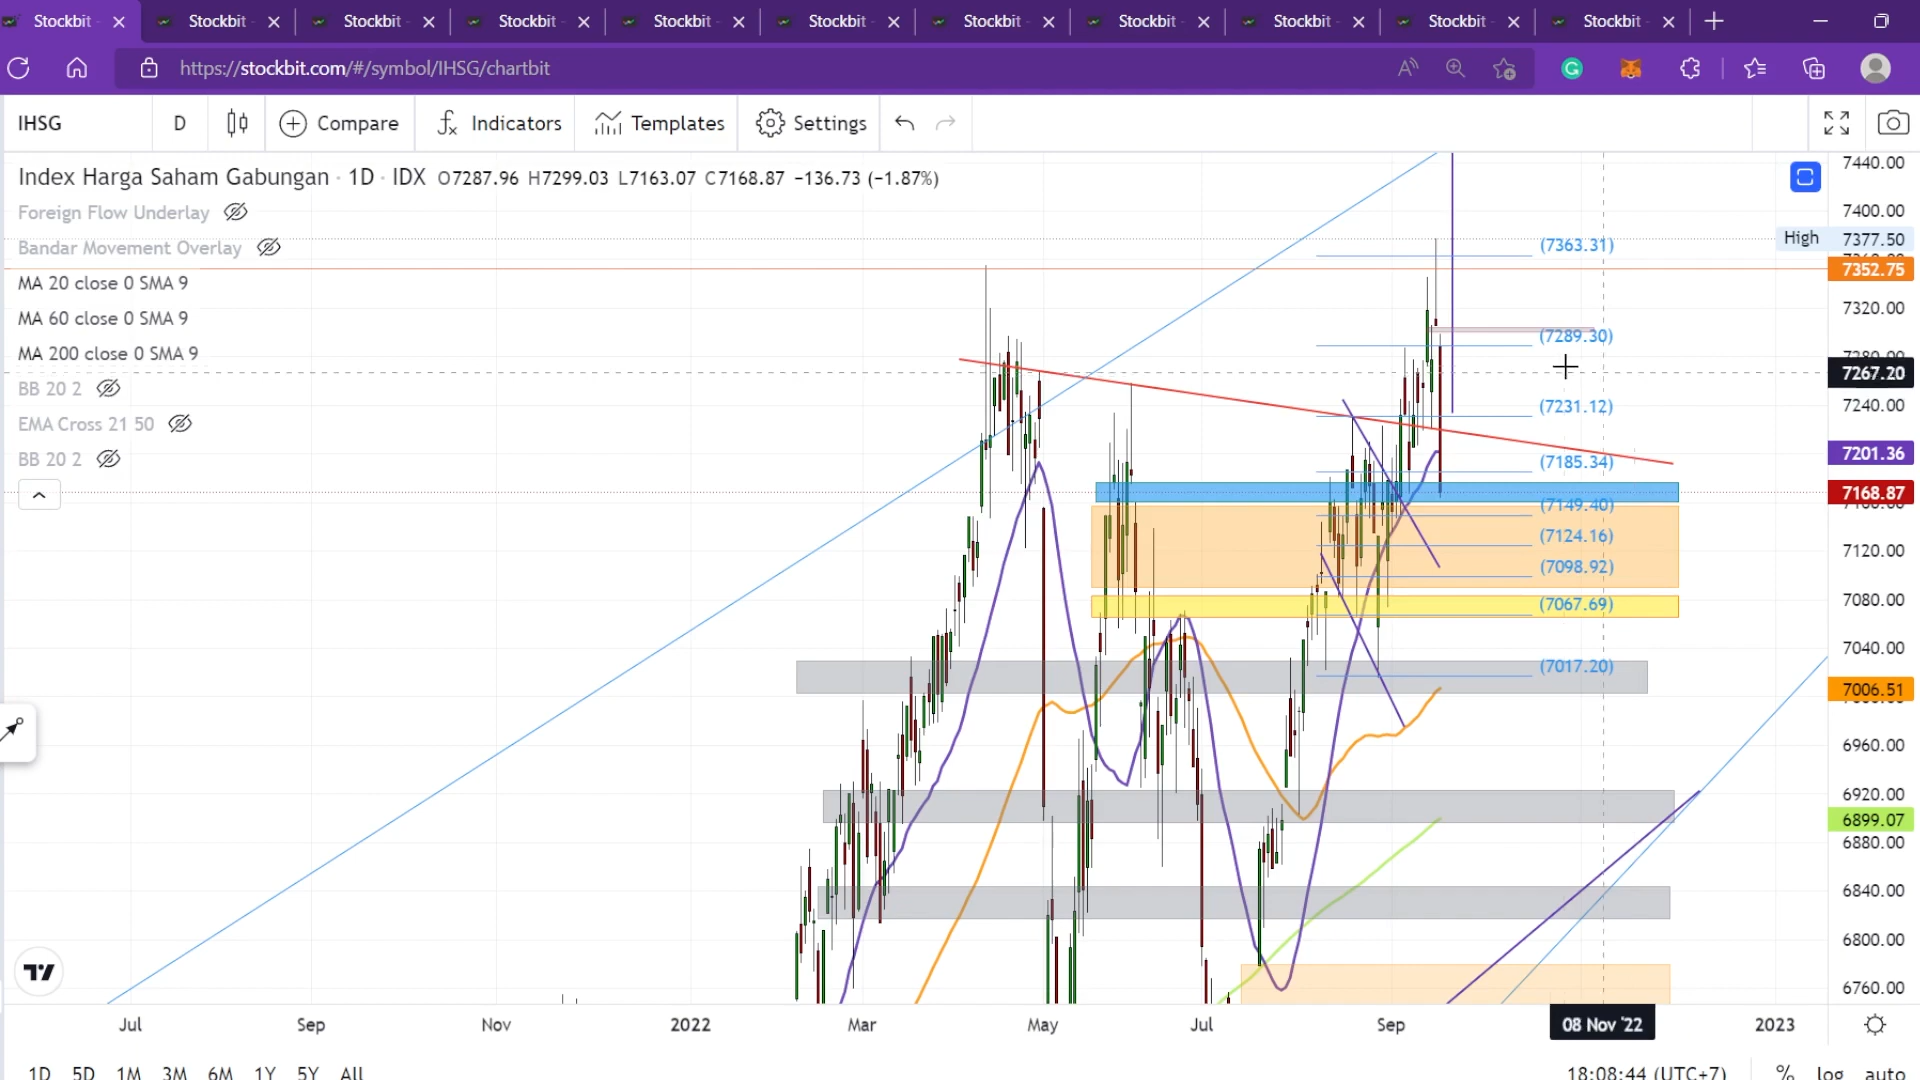 Stockbit Stockbit Stockbit Stockbit Stockbit Stockbit Stockbit Stockbit Stockbit Stockbit Stockbit
https://stockbit.com/#/symbol/IHSG/chartbit
IHSG D Compare Indicators Templates Settings
Index Harga Saham Gabungan · 1D · IDX O7287.96 H7299.03 L7163.07 C7168.87 −136.73 (−1.87%)
Foreign Flow Underlay
Bandar Movement Overlay
MA 20 close 0 SMA 9
MA 60 close 0 SMA 9
MA 200 close 0 SMA 9
BB 20 2
EMA Cross 21 50
BB 20 2
(7363.31)
(7289.30)
(7231.12)
(7185.34)
(7149.40)
(7124.16)
(7098.92)
(7067.69)
(7017.20)
7440.00
7400.00
High 7377.50
7352.75
7320.00
7280.00
7267.20
7240.00
7201.36
7168.87
7120.00
7080.00
7040.00
7006.51
6960.00
6920.00
6899.07
6880.00
6840.00
6800.00
6760.00
Jul Sep Nov 2022 Mar May Jul Sep 08 Nov '22 2023
1D 5D 1M 3M 6M 1Y 5Y All 18:08:44 (UTC+7) % log auto